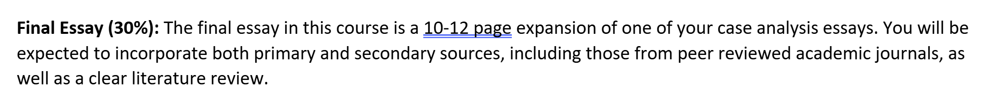 Final Essay (30%): The final essay in this course is a 10-12 page expansion of one of your case analysis essays. You will be
expected to incorporate both primary and secondary sources, including those from peer reviewed academic journals, as
well as a clear literature review.